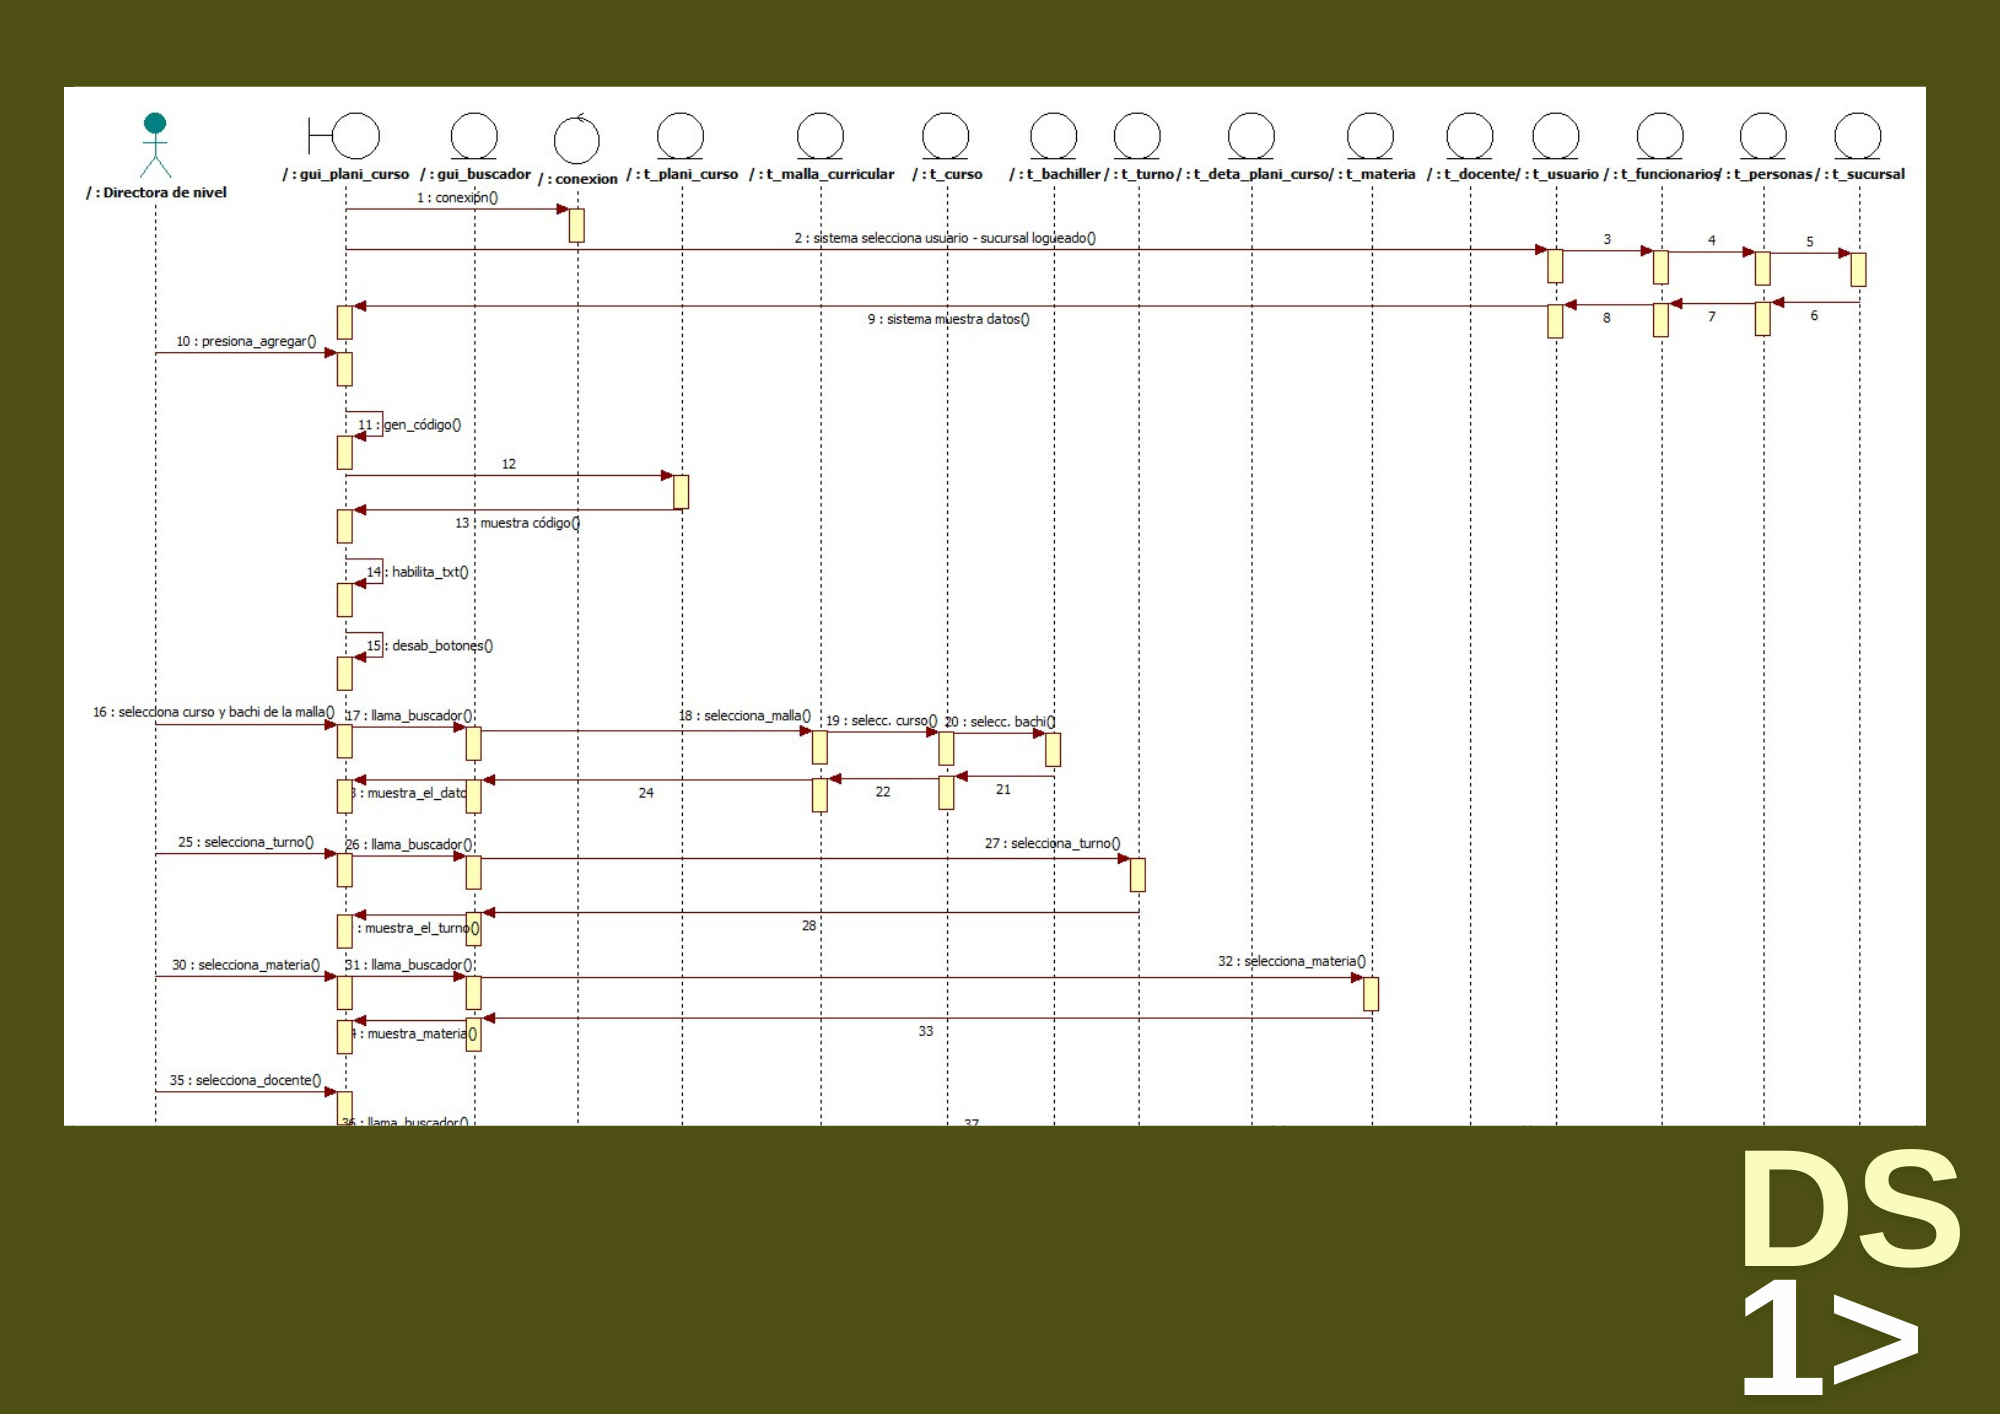 / : Directora de nivel
/ : gui_plani_curso
/ : gui_buscador
/ : conexion
/ : t_plani_curso
/ : t_malla_curricular
/ : t_curso
/ : t_bachiller
/ : t_turno
/ : t_deta_plani_curso
/ : t_materia
/ : t_docente
/ : t_usuario
/ : t_funcionarios
/ : t_personas
/ : t_sucursal
1 : conexión()
2 : sistema selecciona usuario - sucursal logueado()
3
4
5
6
7
8
9 : sistema muestra datos()
10 : presiona_agregar()
11 : gen_código()
12
13 : muestra código()
14 : habilita_txt()
15 : desab_botones()
16 : selecciona curso y bachi de la malla()
17 : llama_buscador()
18 : selecciona_malla()
19 : selecc. curso()
20 : selecc. bachi()
21
22
24
: muestra_el_dato
25 : selecciona_turno()
26 : llama_buscador()
27 : selecciona_turno()
28
: muestra_el_turno()
30 : selecciona_materia()
31 : llama_buscador()
32 : selecciona_materia()
33
4 : muestra_materia()
35 : selecciona_docente()
36 : llama_buscador()
37
DS
1>